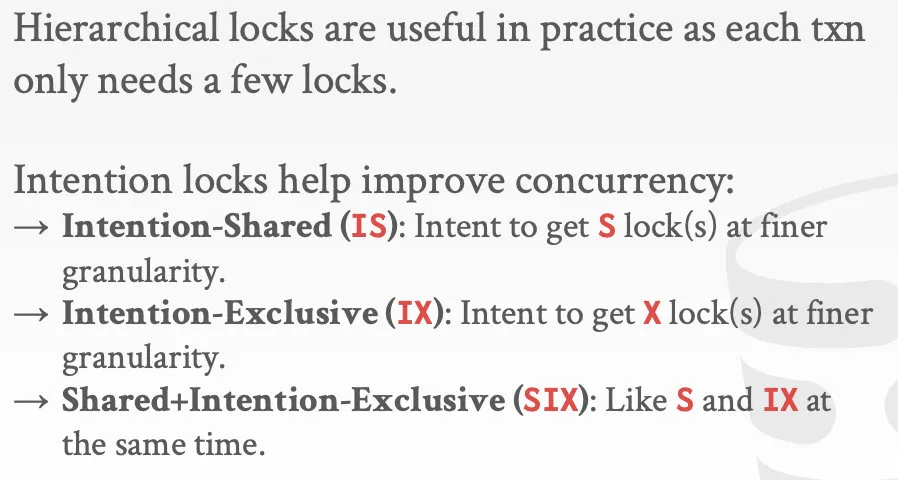 Hierarchical locks are useful in practice as each txn
only needs a few locks.
Intention locks help improve concurrency:
→ Intention-Shared (IS): Intent to get S lock(s) at finer
granularity.
→ Intention-Exclusive (IX): Intent to get X lock(s) at finer
granularity.
→ Shared+Intention-Exclusive (SIX): Like S and IX at
the same time.